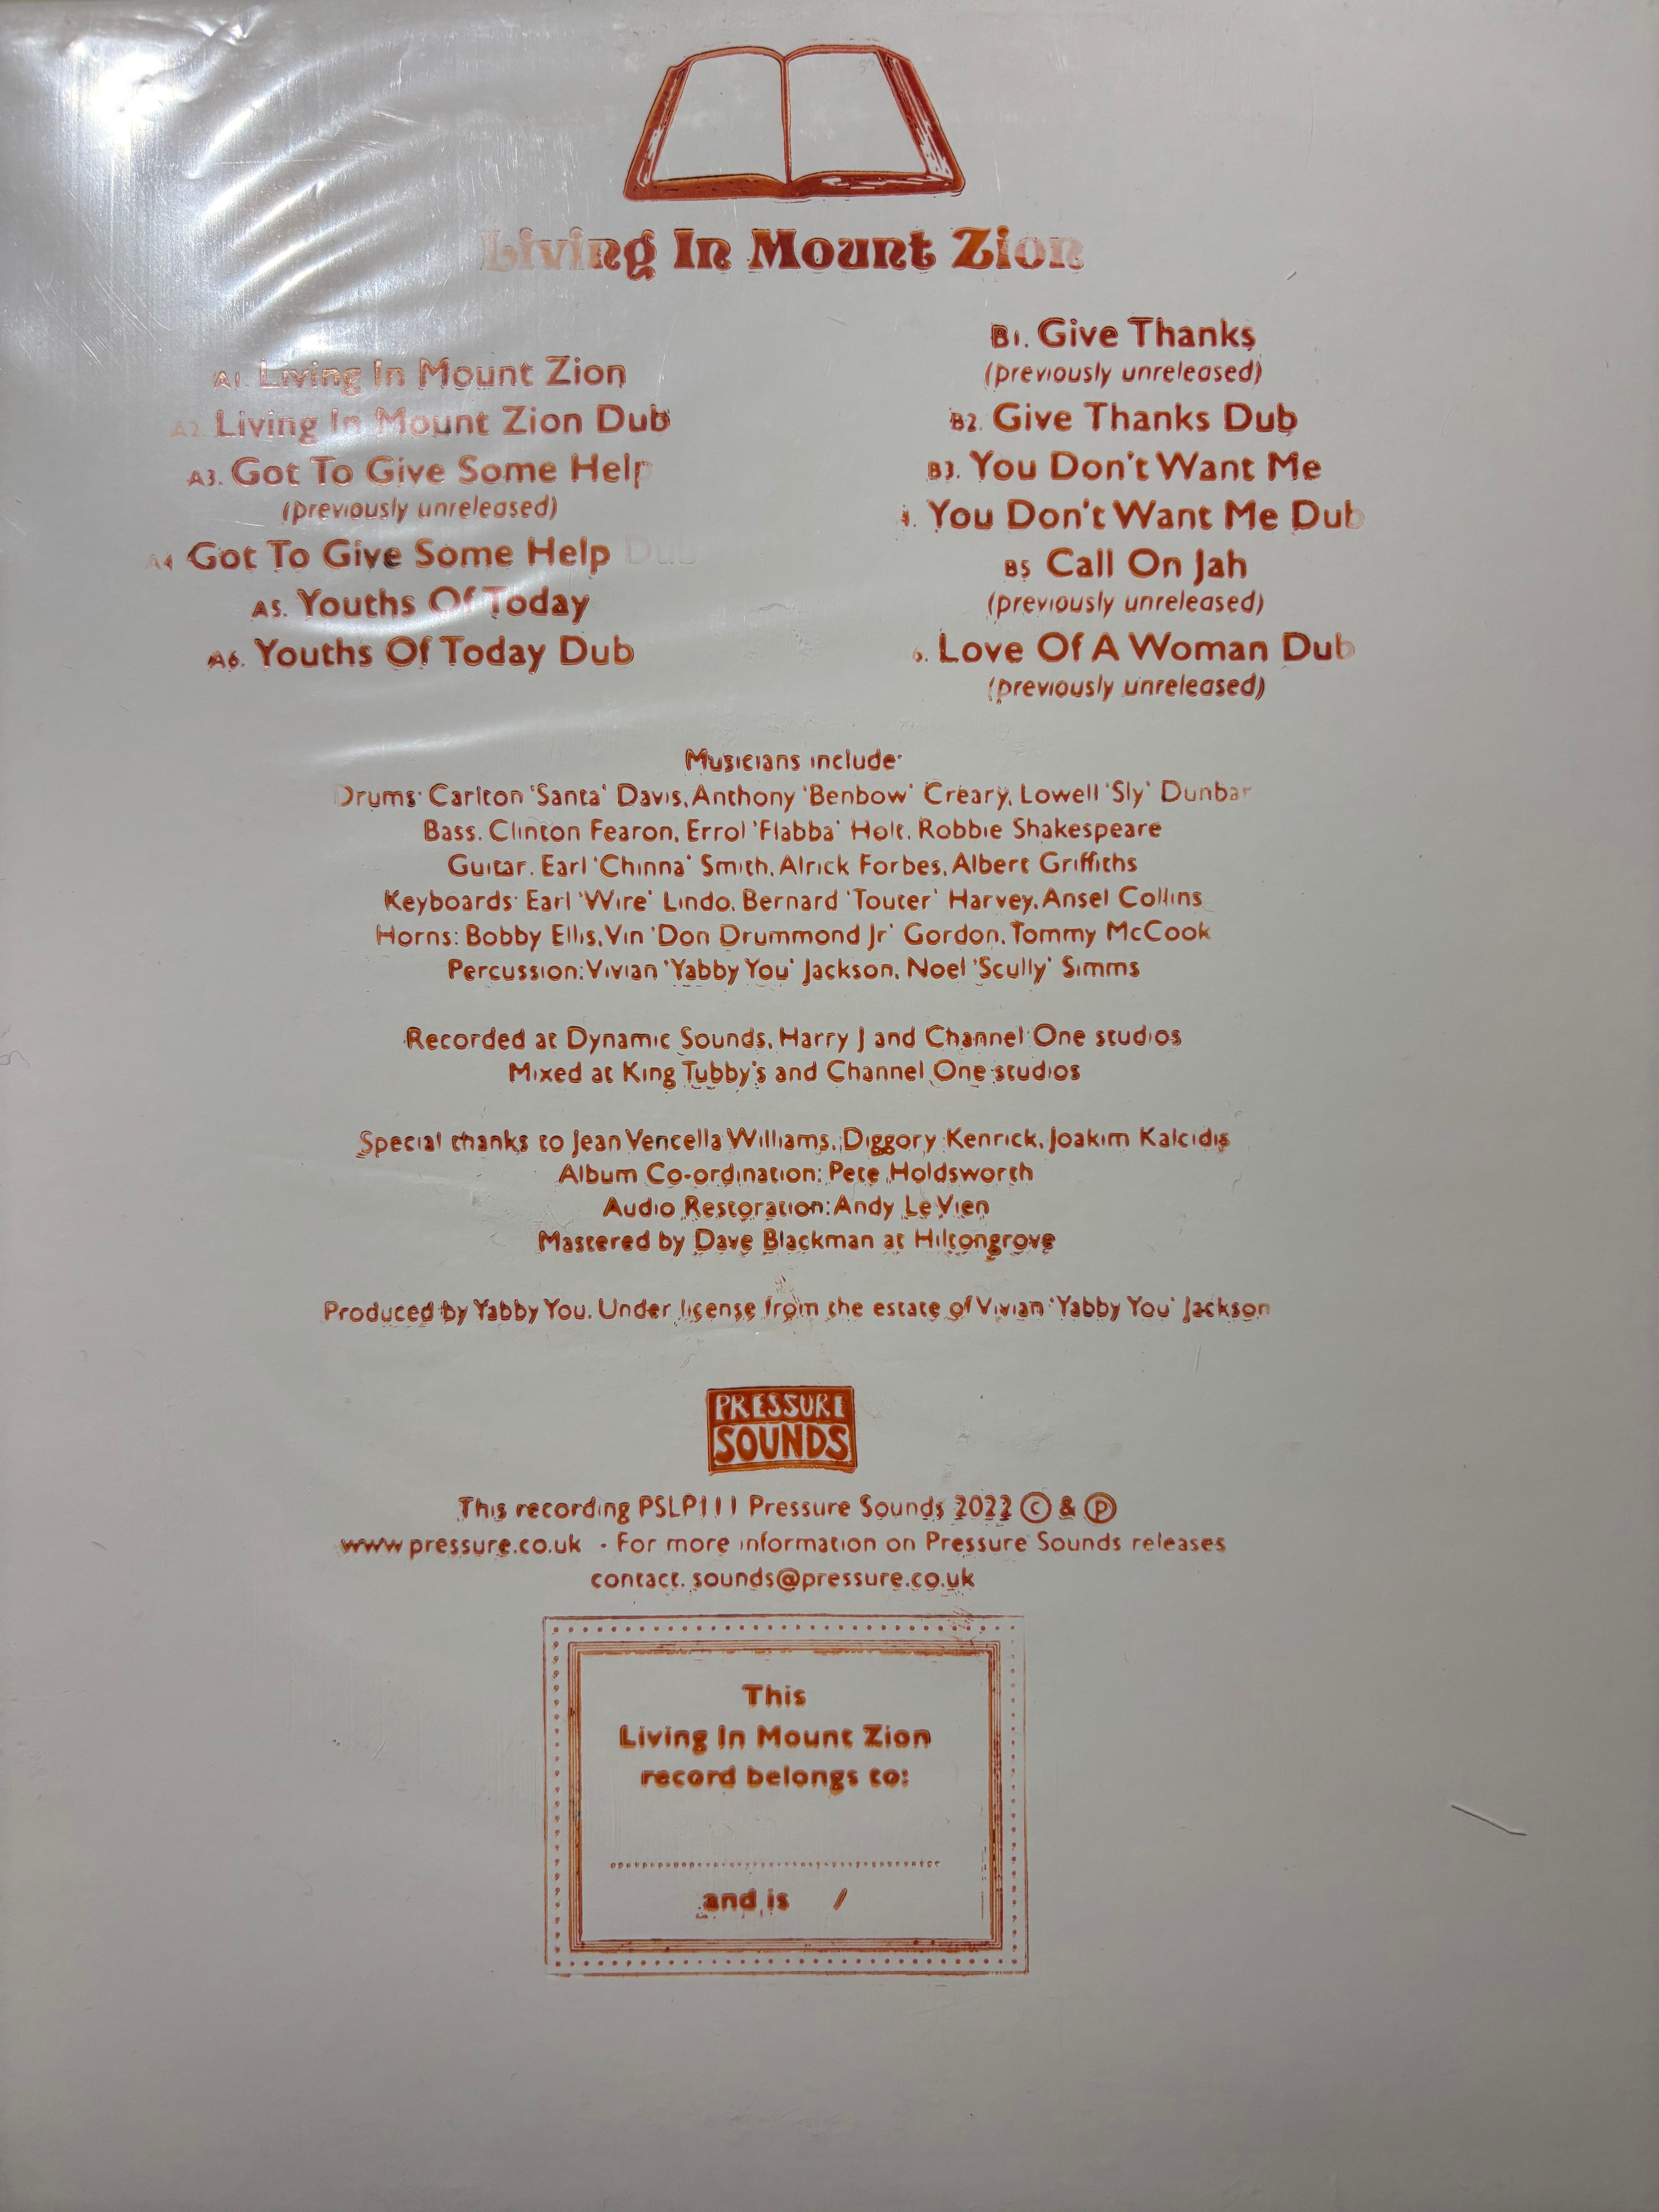 Living In Mount Zion
A1. Living In Mount Zion
A2. Living In Mount Zion Dub
A3. Got To Give Some Help
(previously unreleased)
A4 Got To Give Some Help Dub
A5. Youths Of Today
A6. Youths Of Today Dub
B1. Give Thanks
(previously unreleased)
B2. Give Thanks Dub
B3. You Don't Want Me
4. You Don't Want Me Dub
B5 Call On Jah
(previously unreleased)
6. Love Of A Woman Dub
(previously unreleased)
Musicians include:
Drums: Carlton 'Santa' Davis, Anthony 'Benbow' Creary, Lowell 'Sly' Dunbar
Bass. Clinton Fearon, Errol 'Flabba' Holt, Robbie Shakespeare
Guitar. Earl 'Chinna' Smith, Alrick Forbes, Albert Griffiths
Keyboards: Earl 'Wire' Lindo, Bernard 'Touter' Harvey, Ansel Collins
Horns: Bobby Ellis, Vin 'Don Drummond Jr' Gordon, Tommy McCook
Percussion: Vivian 'Yabby You' Jackson, Noel 'Scully' Simms
Recorded at Dynamic Sounds, Harry J and Channel One studios
Mixed at King Tubby's and Channel One studios
Special thanks to Jean Vencella Williams, Diggory Kenrick, Joakim Kalcidis
Album Co-ordination: Pete Holdsworth
Audio Restoration: Andy Le Vien
Mastered by Dave Blackman at Hiltongrove
Produced by Yabby You. Under license from the estate of Vivian 'Yabby You' Jackson
PRESSURE
SOUNDS
This recording PSLP111 Pressure Sounds 2022 © & ℗
www.pressure.co.uk - For more information on Pressure Sounds releases
contact. sounds@pressure.co.uk
This
Living In Mount Zion
record belongs to:
and is /